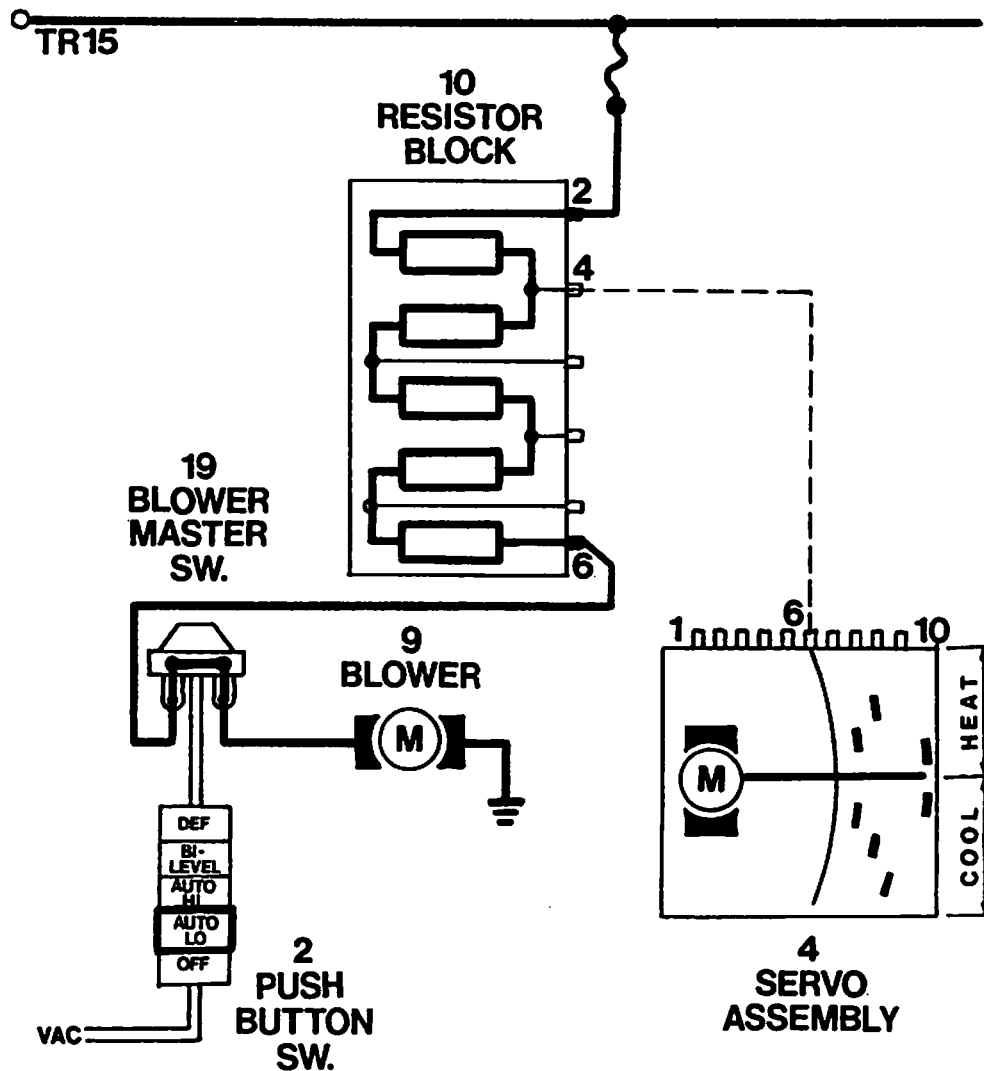 TR15
10
RESISTOR
BLOCK
2
4
6
19
BLOWER
MASTER
SW.
9
BLOWER
M
DEF
BI-
LEVEL
AUTO
HI
AUTO
LO
OFF
VAC
2
PUSH
BUTTON
SW.
1 6 10
M
HEAT
COOL
4
SERVO
ASSEMBLY